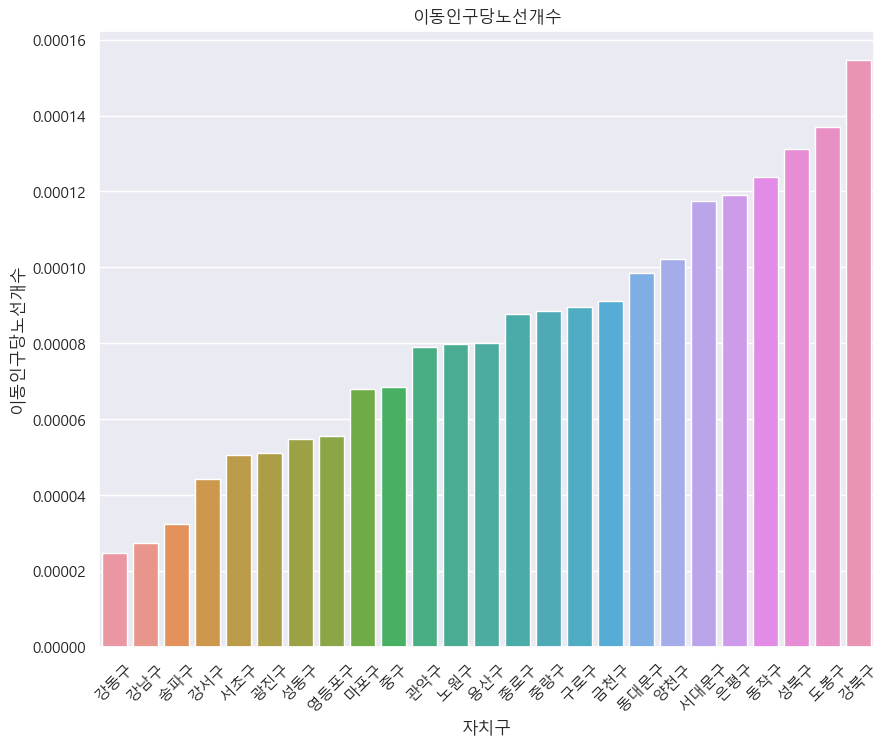 이동인구당노선개수
0.00016
0.00014
0.00012
0.00010
0.00008
0.00006
0.00004
0.00002
0.00000
이동인구당노선개수
강동구
강남구
송파구
강서구
서초구
광진구
성동구
영등포구
마포구
중구
관악구
노원구
용산구
종로구
중랑구
구로구
금천구
동대문구
양천구
서대문구
은평구
동작구
성북구
도봉구
강북구
자치구